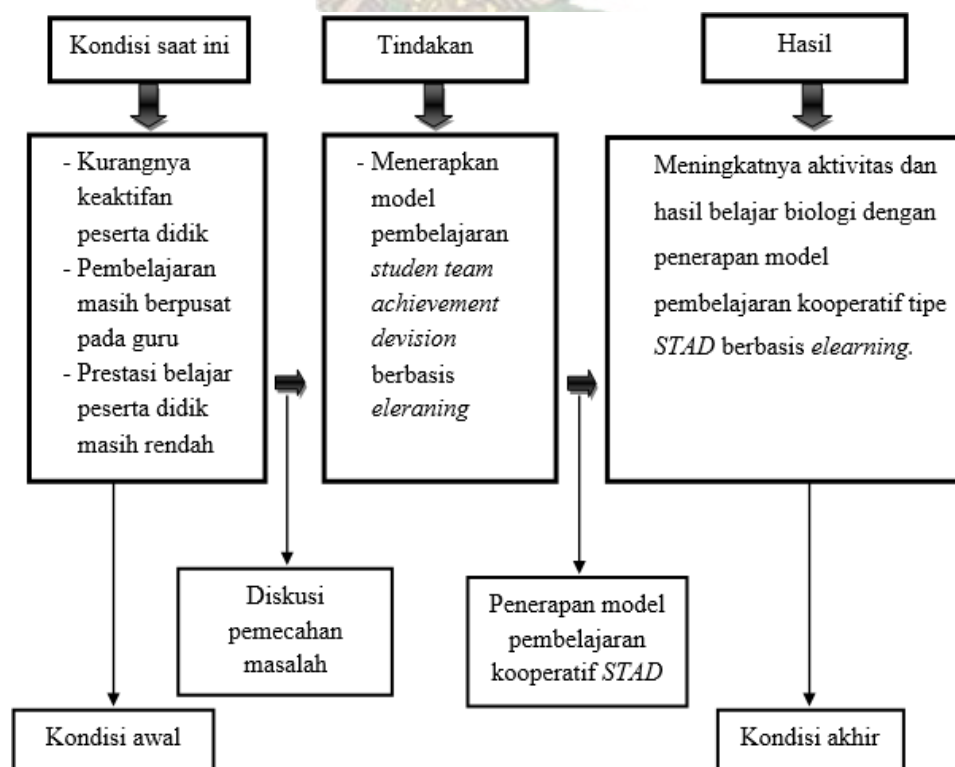 Kondisi saat ini
Tindakan
Hasil
- Kurangnya
keaktifan
peserta didik
- Pembelajaran
masih berpusat
pada guru
- Prestasi belajar
peserta didik
masih rendah
- Menerapkan
model
pembelajaran
studen team
achievement
devision
berbasis
eleraning
Meningkatnya aktivitas dan
hasil belajar biologi dengan
penerapan model
pembelajaran kooperatif tipe
STAD berbasis elearning.
Diskusi
pemecahan
masalah
Penerapan model
pembelajaran
kooperatif STAD
Kondisi awal
Kondisi akhir